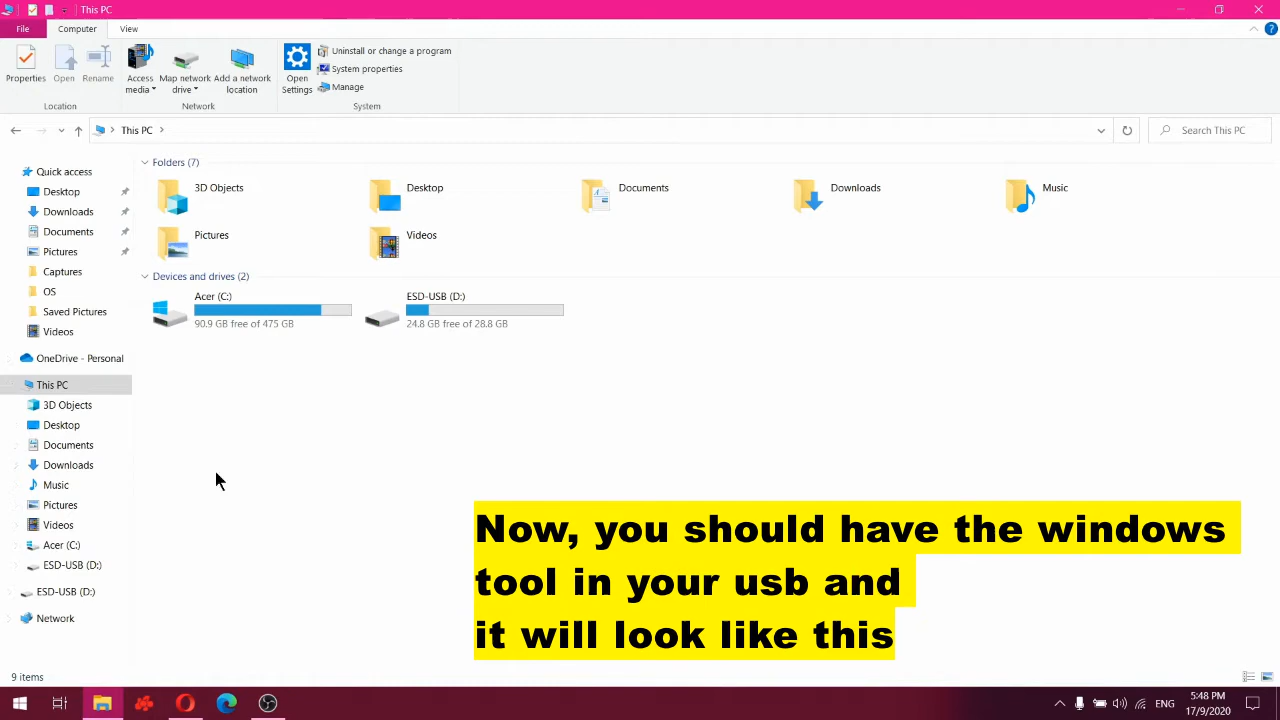 This PC
File
Computer
View
Properties
Open
Rename
Access media
Map network drive
Add a network location
Open Settings
Uninstall or change a program
System properties
Manage
Location
Network
System
This PC
Search This PC
Quick access
Desktop
Downloads
Documents
Pictures
Captures
OS
Saved Pictures
Videos
OneDrive - Personal
This PC
3D Objects
Desktop
Documents
Downloads
Music
Pictures
Videos
Acer (C:)
ESD-USB (D:)
ESD-USB (D:)
Network
Folders (7)
3D Objects
Desktop
Documents
Downloads
Music
Pictures
Videos
Devices and drives (2)
Acer (C:)
90.9 GB free of 475 GB
ESD-USB (D:)
24.8 GB free of 28.8 GB
Now, you should have the windows
tool in your usb and
it will look like this
9 items
ENG
5:48 PM
17/9/2020